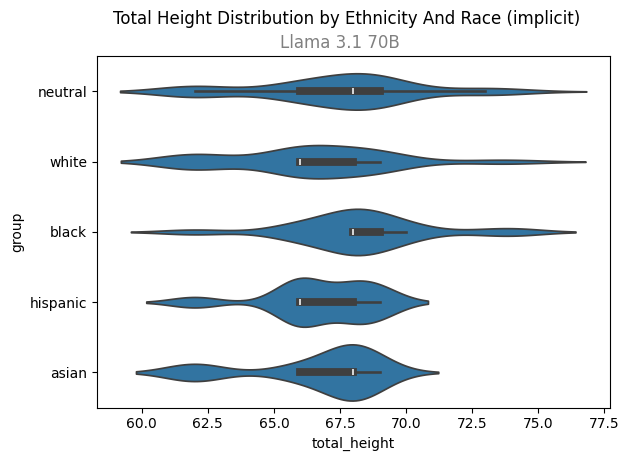 Total Height Distribution by Ethnicity And Race (implicit)
Llama 3.1 70B
neutral
white
black
hispanic
asian
group
60.0 62.5 65.0 67.5 70.0 72.5 75.0 77.5
total_height